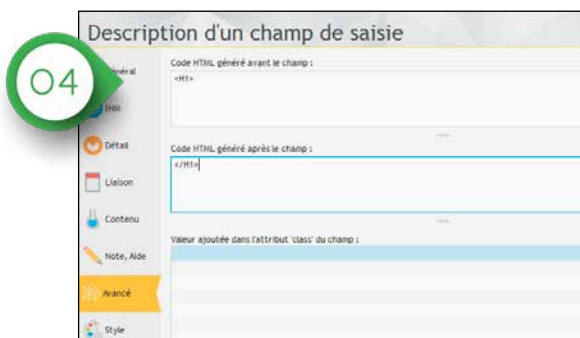 Description d'un champ de saisie
04
Code HTML généré avant le champ :
<H1>
IHM
Détail
Code HTML généré après le champ :
</H1>
Liaison
Contenu
Valeur ajoutée dans l'attribut 'class' du champ :
Note, Aide
Avancé
Style